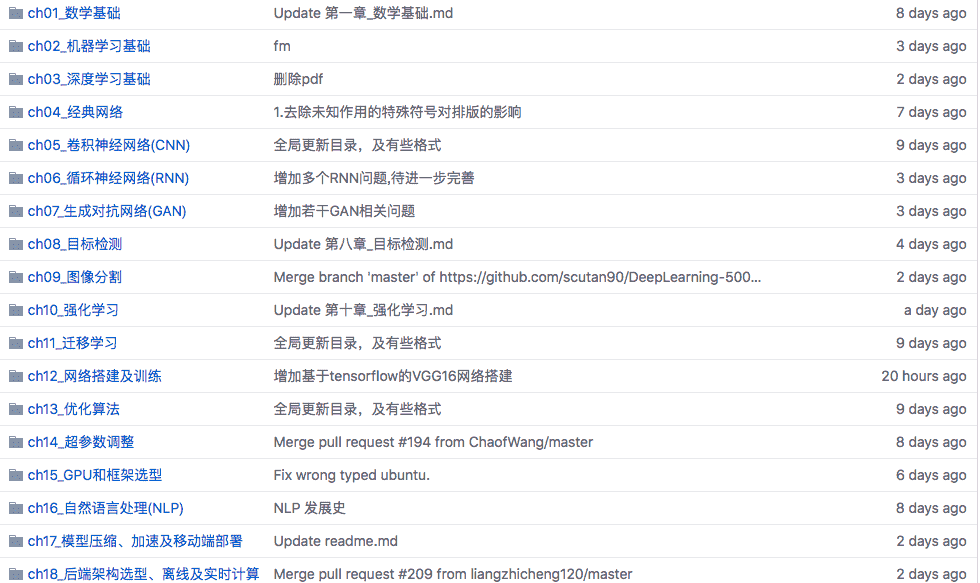 ch01_数学基础 Update 第一章_数学基础.md 8 days ago
ch02_机器学习基础 fm 3 days ago
ch03_深度学习基础 删除pdf 2 days ago
ch04_经典网络 1.去除未知作用的特殊符号对排版的影响 7 days ago
ch05_卷积神经网络(CNN) 全局更新目录，及有些格式 9 days ago
ch06_循环神经网络(RNN) 增加多个RNN问题,待进一步完善 3 days ago
ch07_生成对抗网络(GAN) 增加若干GAN相关问题 3 days ago
ch08_目标检测 Update 第八章_目标检测.md 4 days ago
ch09_图像分割 Merge branch 'master' of https://github.com/scutan90/DeepLearning-500... 2 days ago
ch10_强化学习 Update 第十章_强化学习.md a day ago
ch11_迁移学习 全局更新目录，及有些格式 9 days ago
ch12_网络搭建及训练 增加基于tensorflow的VGG16网络搭建 20 hours ago
ch13_优化算法 全局更新目录，及有些格式 9 days ago
ch14_超参数调整 Merge pull request #194 from ChaofWang/master 8 days ago
ch15_GPU和框架选型 Fix wrong typed ubuntu. 6 days ago
ch16_自然语言处理(NLP) NLP 发展史 8 days ago
ch17_模型压缩、加速及移动端部署 Update readme.md 2 days ago
ch18_后端架构选型、离线及实时计算 Merge pull request #209 from liangzhicheng120/master 2 days ago